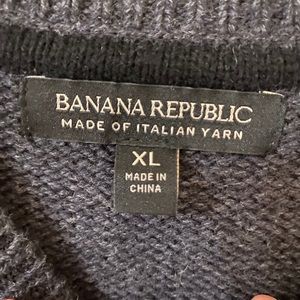 BANANA REPUBLIC
MADE OF ITALIAN YARN
XL
MADE IN
CHINA